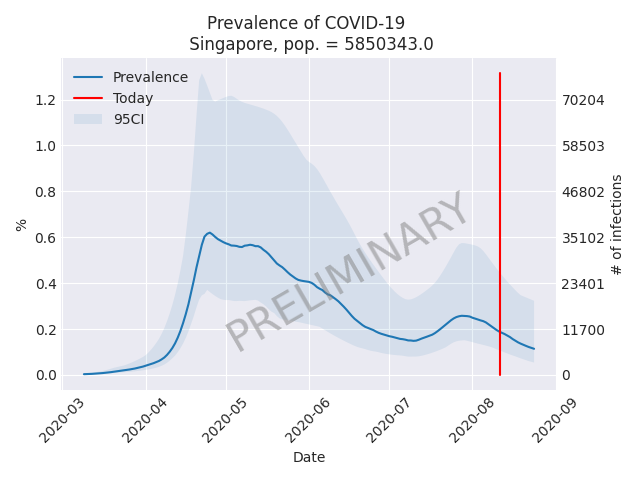 Prevalence of COVID-19
Singapore, pop. = 5850343.0
Prevalence
Today
95CI
1.2
1.0
0.8
0.6
0.4
0.2
0.0
%
70204
58503
46802
35102
23401
11700
0
# of infections
PRELIMINARY
2020-03
2020-04
2020-05
2020-06
2020-07
2020-08
2020-09
Date